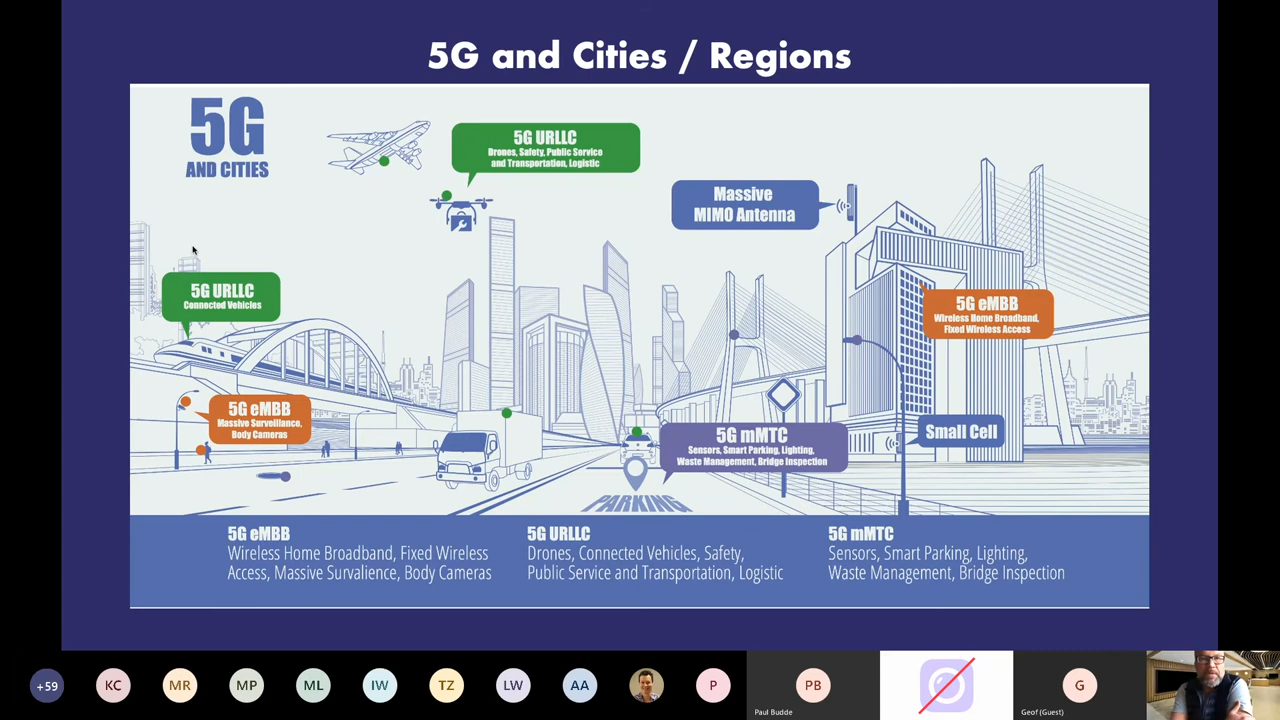 5G and Cities / Regions
5G
AND CITIES
5G URLLC
Drones, Safety, Public Service
and Transportation, Logistic
Massive
MIMO Antenna
5G URLLC
Connected Vehicles
5G eMBB
Wireless Home Broadband,
Fixed Wireless Access
5G eMBB
Massive Surveillance,
Body Cameras
5G mMTC
Sensors, Smart Parking, Lighting,
Waste Management, Bridge Inspection
Small Cell
PARKING
5G eMBB
Wireless Home Broadband, Fixed Wireless
Access, Massive Survalience, Body Cameras
5G URLLC
Drones, Connected Vehicles, Safety,
Public Service and Transportation, Logistic
5G mMTC
Sensors, Smart Parking, Lighting,
Waste Management, Bridge Inspection
+59
KC
MR
MP
ML
IW
TZ
LW
AA
P
PB
G
Paul Budde
Geof (Guest)